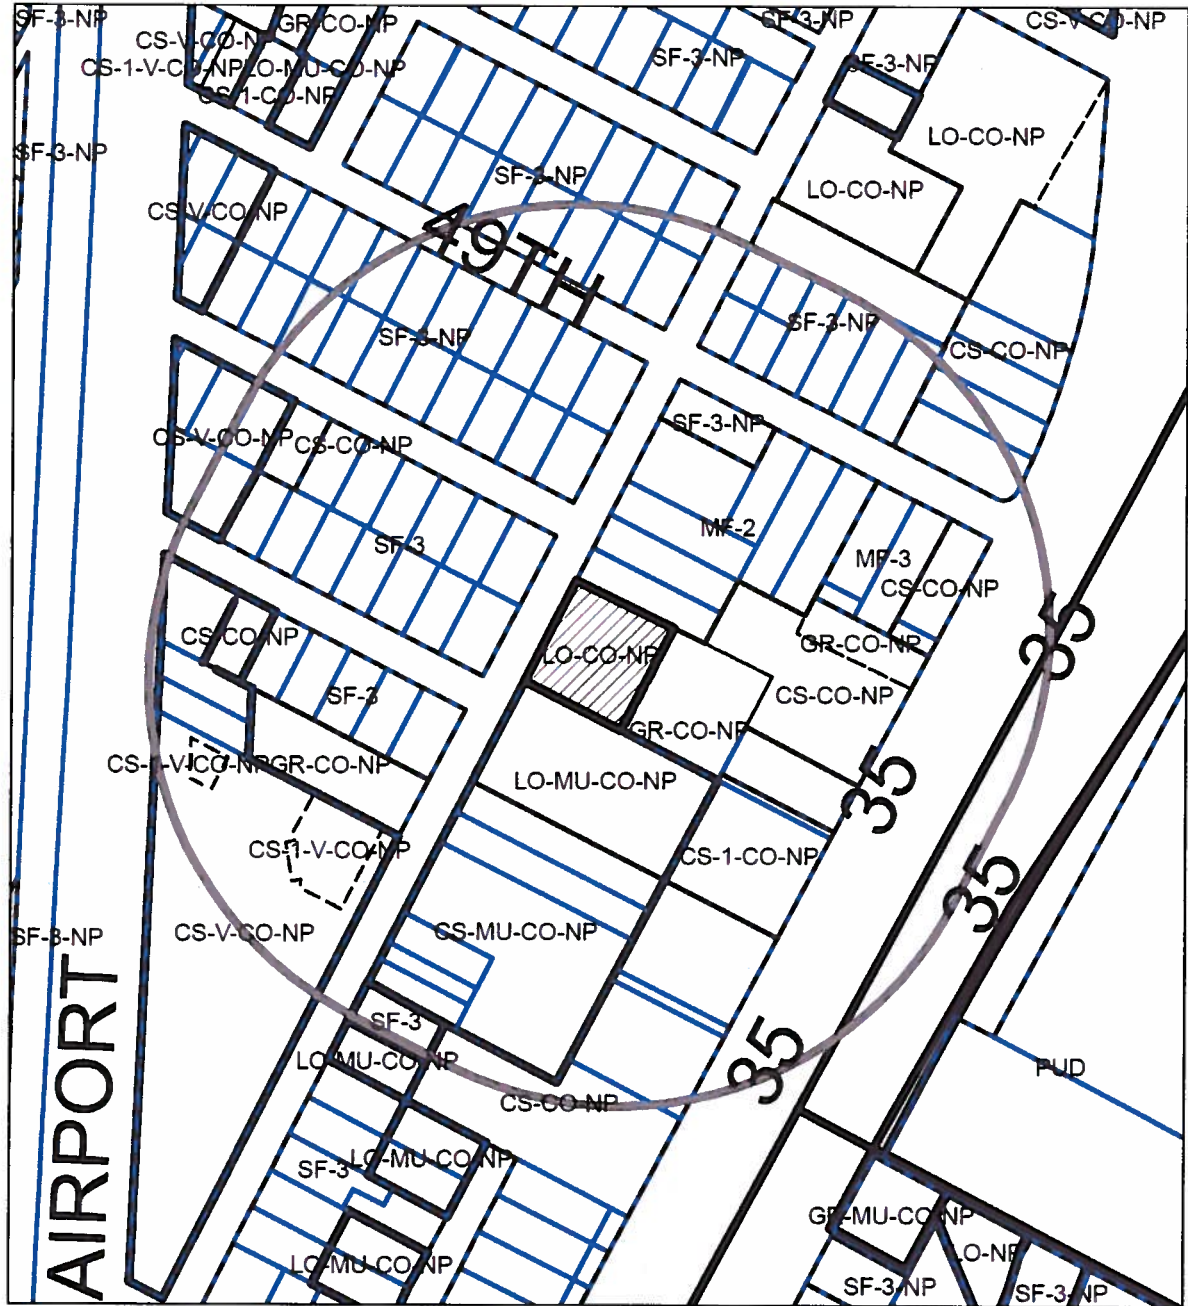 SF-3-NP
GR-CO-NP
SF-3-NP
CS-V-CO-NP
CS-V-CO-NP
SF-3-NP
SF-3-NP
CS-1-V-CO-NP
LO-MU-CO-NP
CS-1-CO-NP
LO-CO-NP
SF-3-NP
SF-3-NP
LO-CO-NP
CS-V-CO-NP
49TH
SF-3-NP
SF-3-NP
CS-CO-NP
SF-3-NP
CS-V-CO-NP
CS-CO-NP
MF-2
SF-3
MF-3
CS-CO-NP
35
CS-CO-NP
GR-CO-NP
LO-CO-NP
SF-3
CS-CO-NP
GR-CO-NP
CS-1-V-CO-NP
GR-CO-NP
LO-MU-CO-NP
35
CS-1-V-CO-NP
CS-1-CO-NP
35
SF-3-NP
CS-V-CO-NP
CS-MU-CO-NP
SF-3
LO-MU-CO-NP
35
PUD
CS-CO-NP
AIRPORT
SF-3
LO-MU-CO-NP
GR-MU-CO-NP
LO-NP
LO-MU-CO-NP
SF-3-NP
SF-3-NP